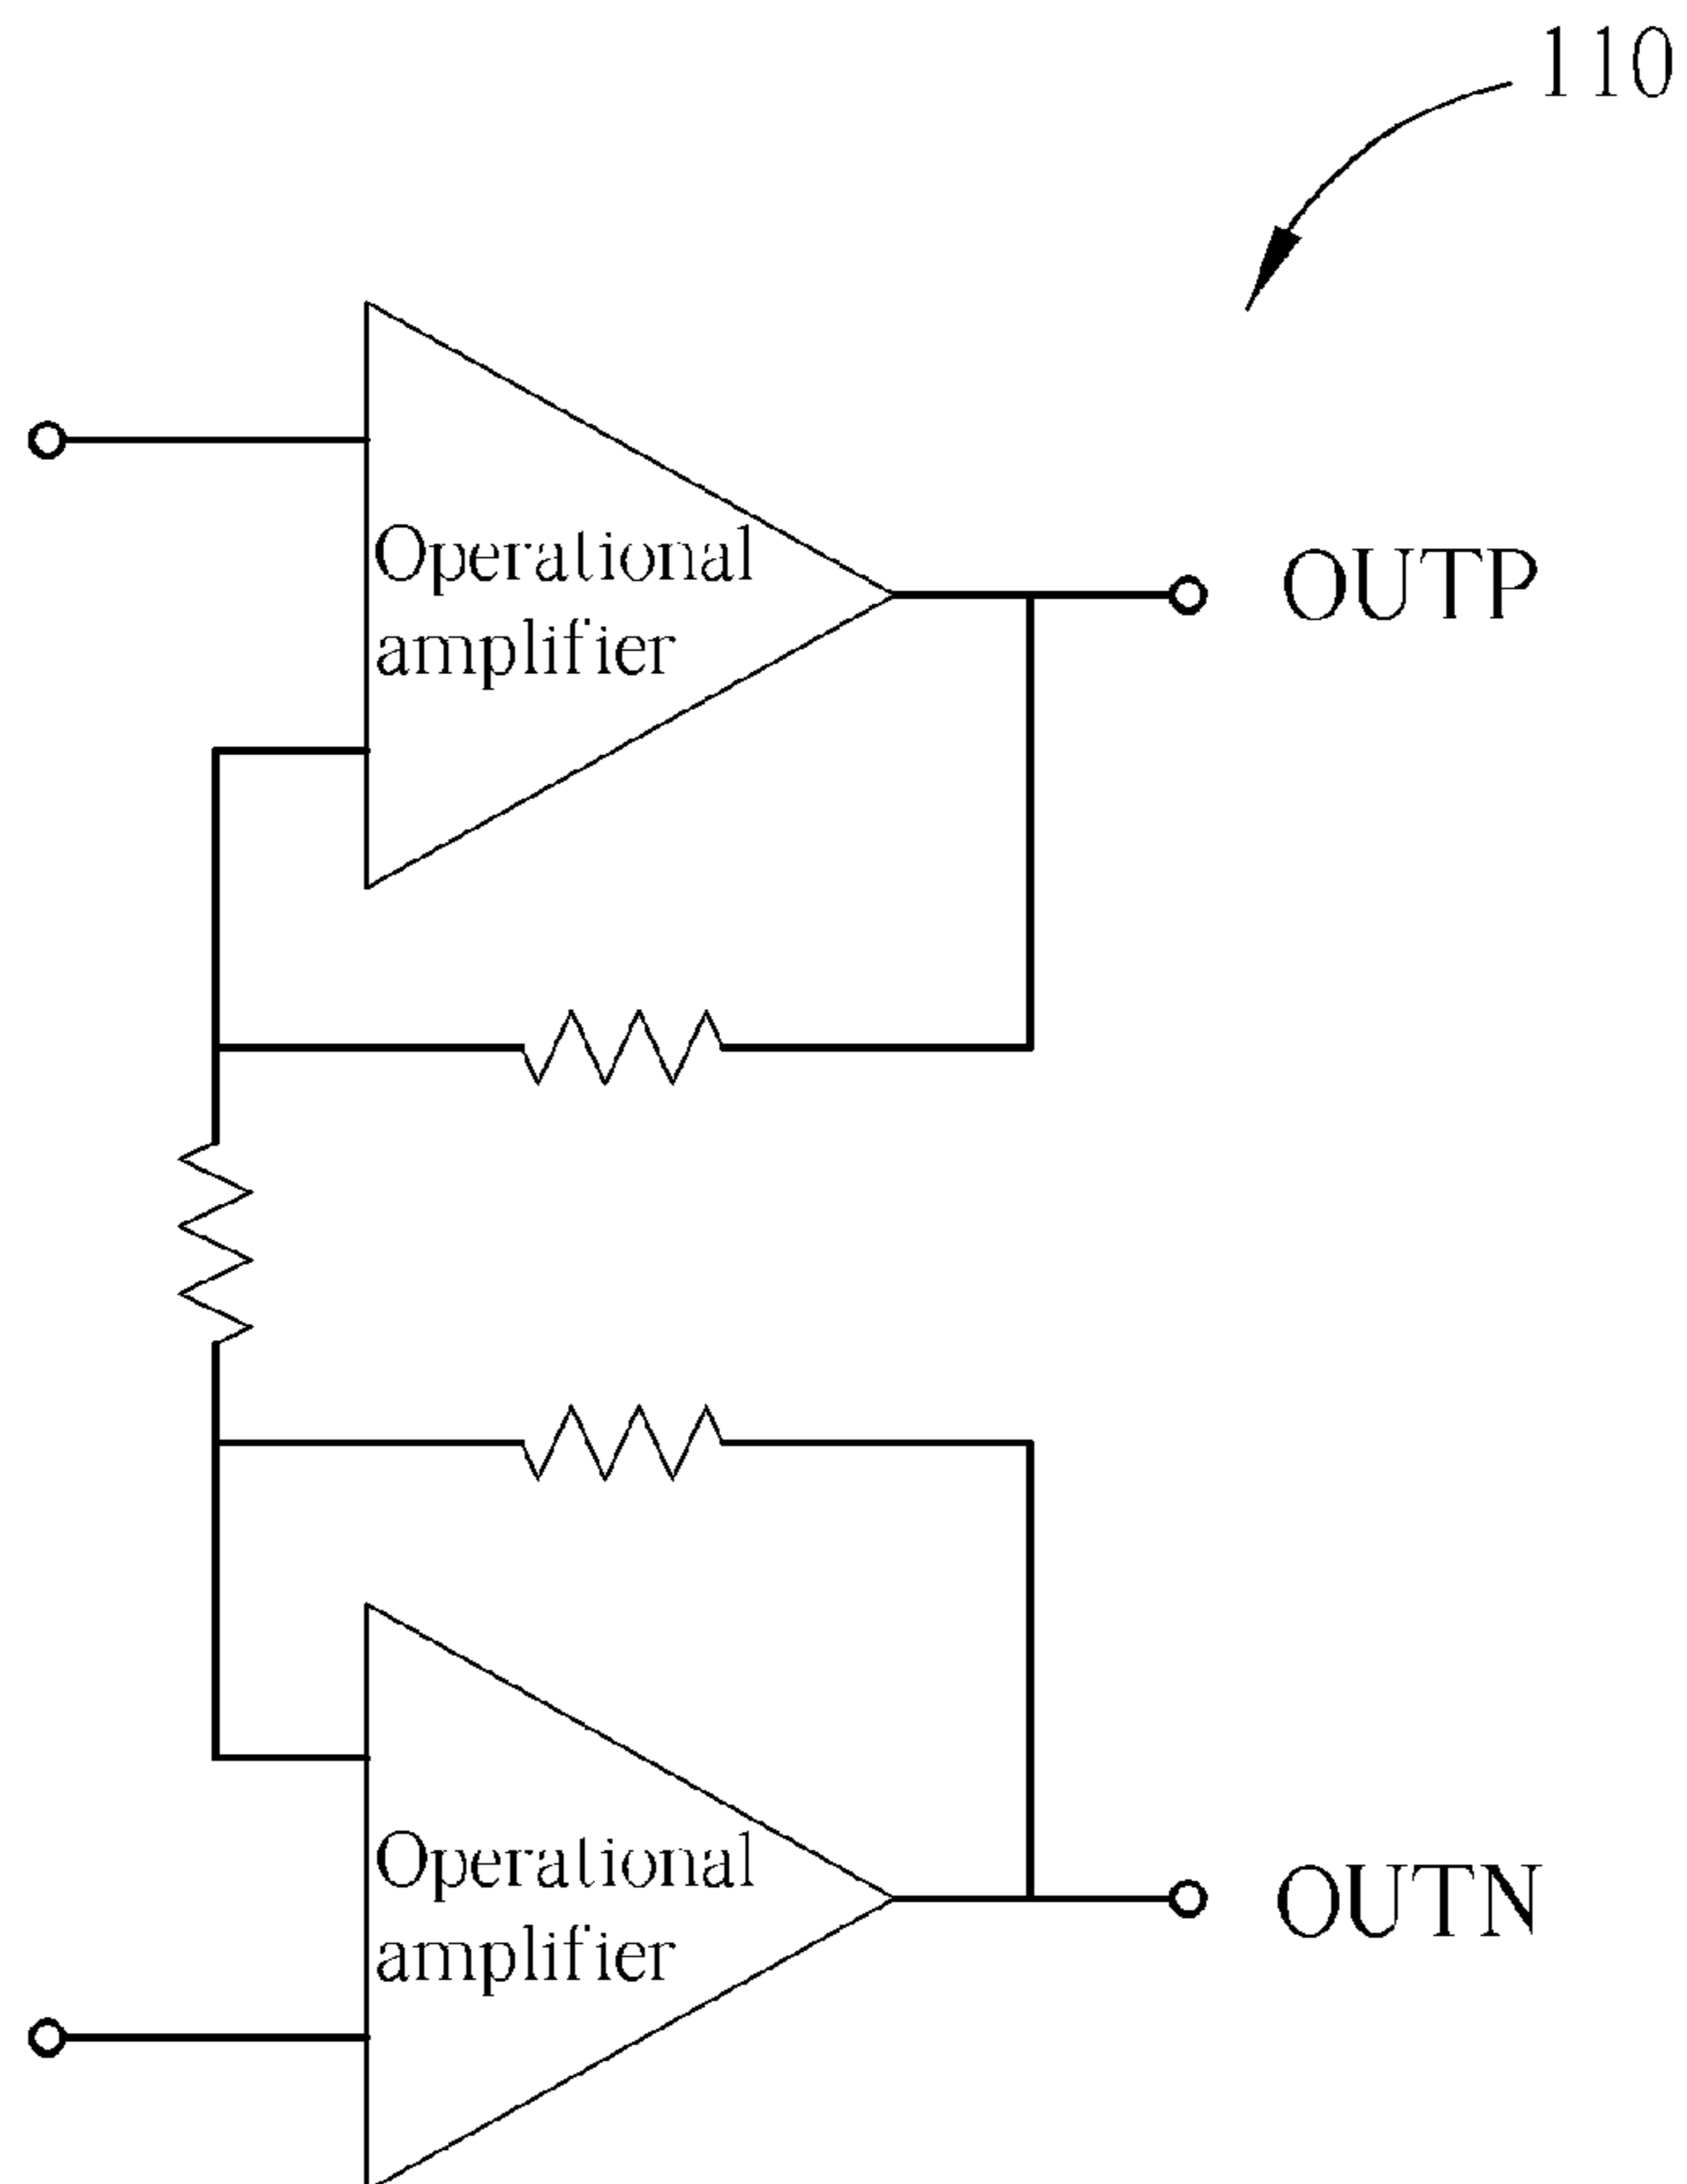 110
Operational
amplifier
OUTP
Operational
amplifier
OUTN